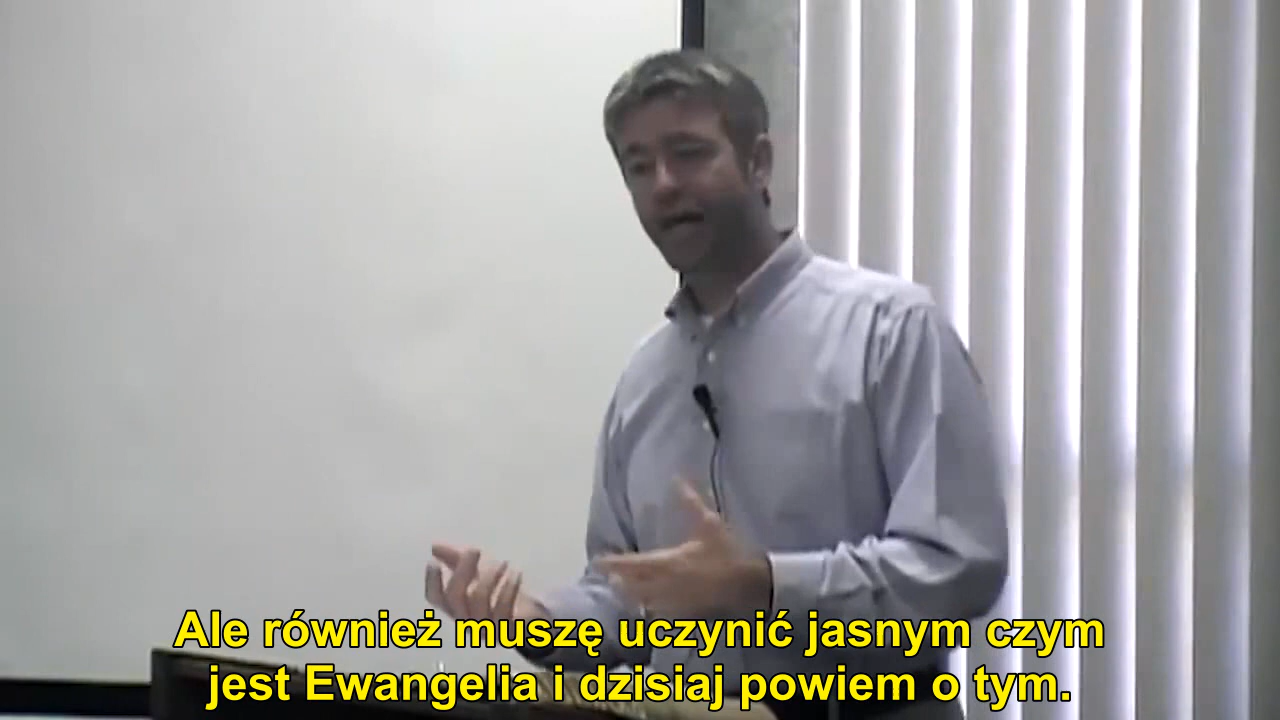 Ale również muszę uczynić jasnym czym
jest Ewangelia i dzisiaj powiem o tym.